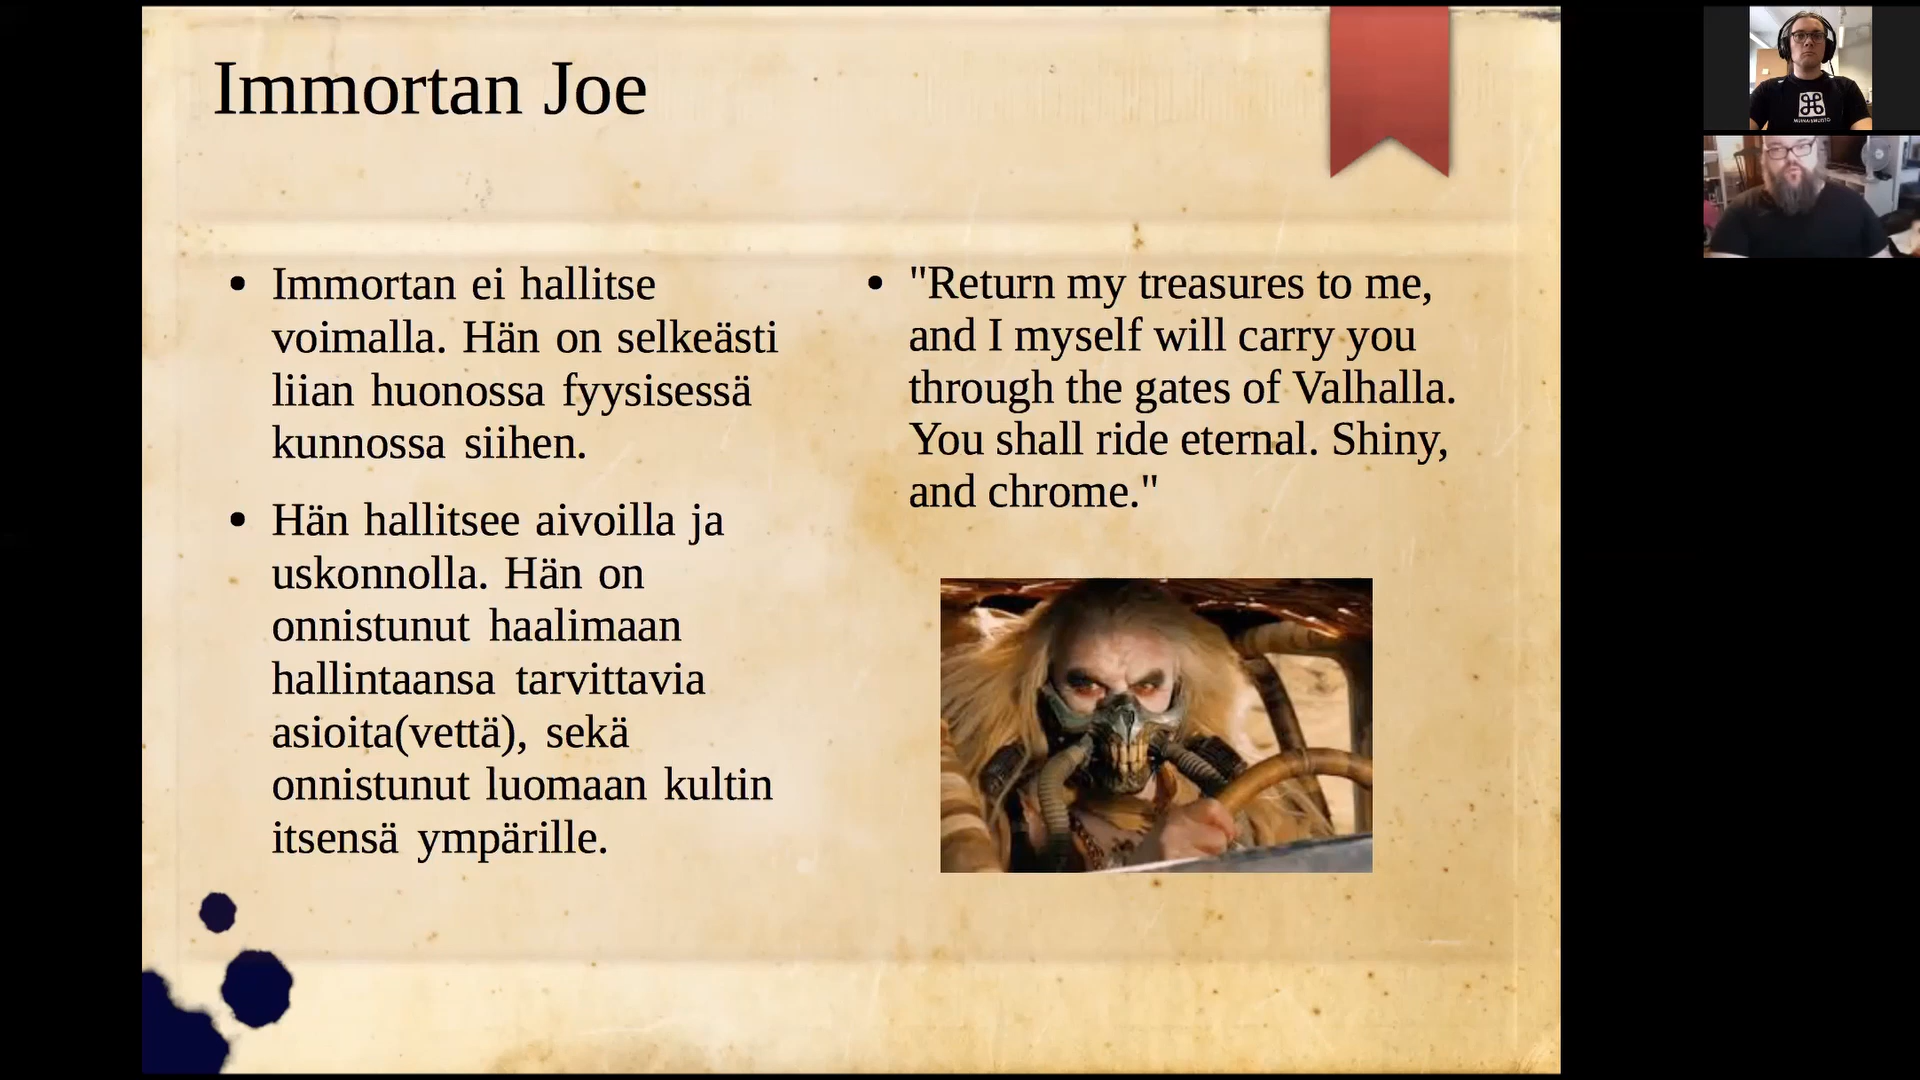 Immortan Joe
• Immortan ei hallitse
voimalla. Hän on selkeästi
liian huonossa fyysisessä
kunnossa siihen.
• Hän hallitsee aivoilla ja
uskonnolla. Hän on
onnistunut haalimaan
hallintaansa tarvittavia
asioita(vettä), sekä
onnistunut luomaan kultin
itsensä ympärille.
• "Return my treasures to me,
and I myself will carry you
through the gates of Valhalla.
You shall ride eternal. Shiny,
and chrome."